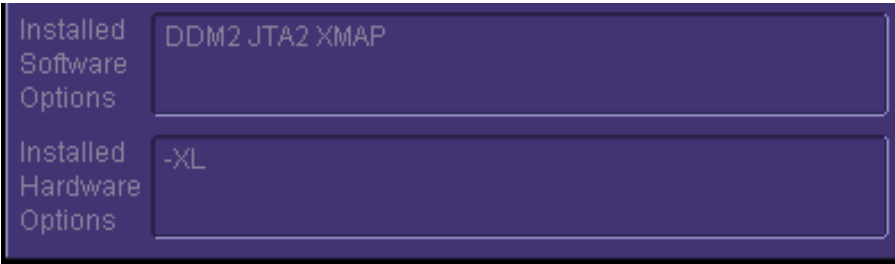 Installed
Software
Options
DDM2 JTA2 XMAP
Installed
Hardware
Options
-XL